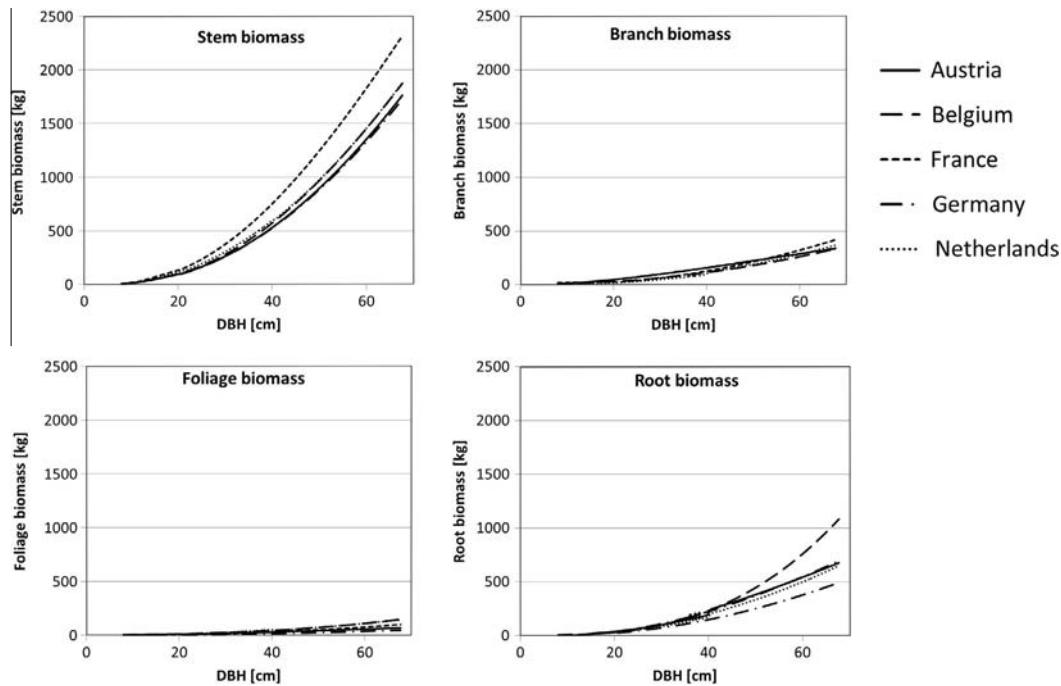 Stem biomass
Stem biomass [kg]
2500
2000
1500
1000
500
0
0 20 40 60
DBH [cm]
Branch biomass
Branch biomass [kg]
2500
2000
1500
1000
500
0
0 20 40 60
DBH [cm]
Austria
Belgium
France
Germany
Netherlands
Foliage biomass
Foliage biomass [kg]
2500
2000
1500
1000
500
0
0 20 40 60
DBH [cm]
Root biomass
Root biomass [kg]
2500
2000
1500
1000
500
0
0 20 40 60
DBH [cm]